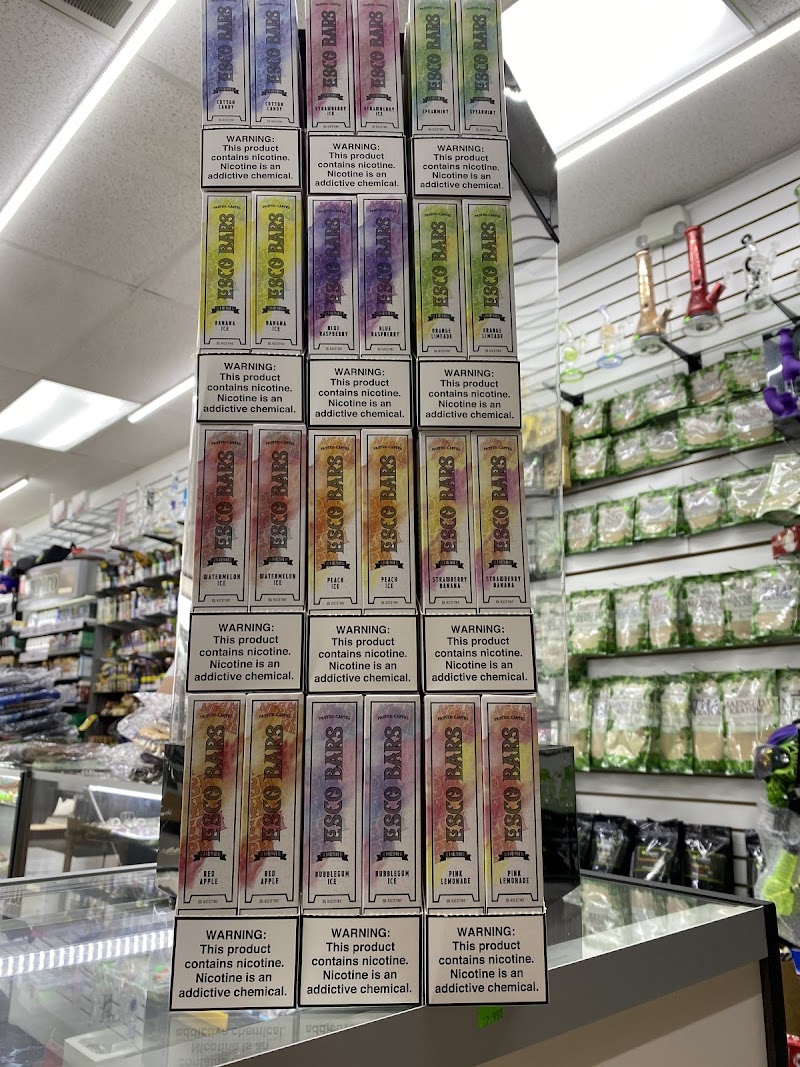 ESCO BARS
COTTON
CANDY
ESCO BARS
COTTON
CANDY
ESCO BARS
STRAWBERRY
ICE
ESCO BARS
STRAWBERRY
ICE
ESCO BARS
SPEARMINT
ESCO BARS
SPEARMINT
WARNING:
This product
contains nicotine.
Nicotine is an
addictive chemical.
WARNING:
This product
contains nicotine.
Nicotine is an
addictive chemical.
WARNING:
This product
contains nicotine.
Nicotine is an
addictive chemical.
ESCO BARS
BANANA
ICE
ESCO BARS
BANANA
ICE
ESCO BARS
BLUE
RASPBERRY
ESCO BARS
BLUE
RASPBERRY
ESCO BARS
ORANGE
LIMEADE
ESCO BARS
ORANGE
LIMEADE
WARNING:
This product
contains nicotine.
Nicotine is an
addictive chemical.
WARNING:
This product
contains nicotine.
Nicotine is an
addictive chemical.
WARNING:
This product
contains nicotine.
Nicotine is an
addictive chemical.
ESCO BARS
WATERMELON
ICE
ESCO BARS
WATERMELON
ICE
ESCO BARS
PEACH
ICE
ESCO BARS
PEACH
ICE
ESCO BARS
STRAWBERRY
BANANA
ESCO BARS
STRAWBERRY
BANANA
WARNING:
This product
contains nicotine.
Nicotine is an
addictive chemical.
WARNING:
This product
contains nicotine.
Nicotine is an
addictive chemical.
WARNING:
This product
contains nicotine.
Nicotine is an
addictive chemical.
ESCO BARS
RED
APPLE
ESCO BARS
RED
APPLE
ESCO BARS
BUBBLEGUM
ICE
ESCO BARS
BUBBLEGUM
ICE
ESCO BARS
PINK
LEMONADE
ESCO BARS
PINK
LEMONADE
WARNING:
This product
contains nicotine.
Nicotine is an
addictive chemical.
WARNING:
This product
contains nicotine.
Nicotine is an
addictive chemical.
WARNING:
This product
contains nicotine.
Nicotine is an
addictive chemical.